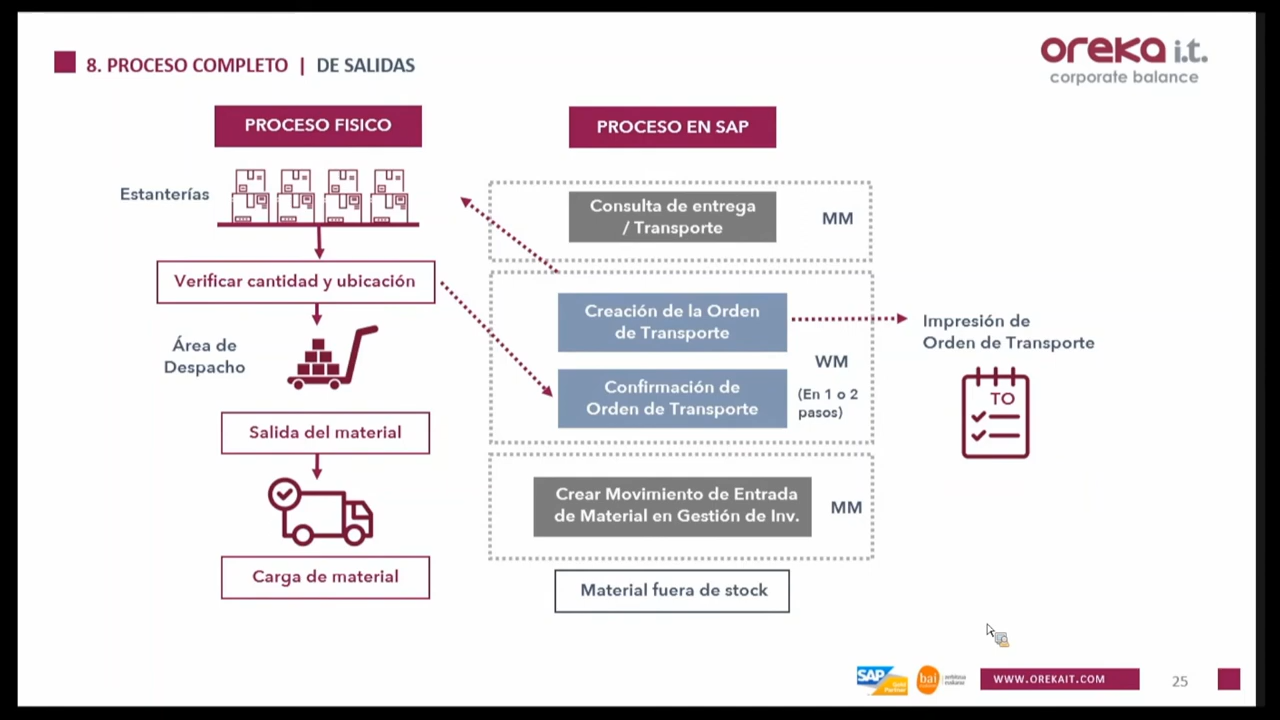 8. PROCESO COMPLETO | DE SALIDAS
oreka i.t.
corporate balance
PROCESO FISICO
Estanterías
Verificar cantidad y ubicación
Área de
Despacho
Salida del material
Carga de material
PROCESO EN SAP
Consulta de entrega
/ Transporte
MM
Creación de la Orden
de Transporte
WM
Confirmación de
Orden de Transporte
(En 1 o 2
pasos)
Crear Movimiento de Entrada
de Material en Gestión de Inv.
MM
Material fuera de stock
Impresión de
Orden de Transporte
TO
SAP
Gold
Partner
bai
WWW.OREKAIT.COM
25